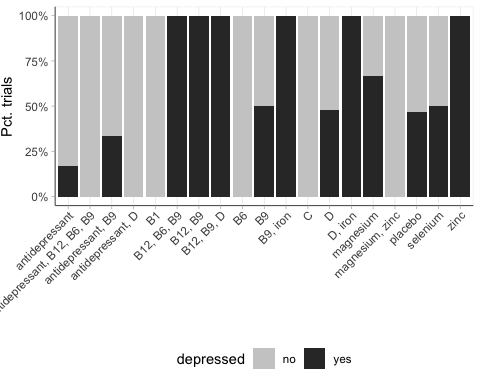 Pct. trials
100%
75%
50%
25%
0%
antidepressant
idepressant, B12, B6, B9
antidepressant, B9
antidepressant, D
B1
B12, B6, B9
B12, B9
B12, B9, D
B6
B9
B9, iron
C
D
D, iron
magnesium
magnesium, zinc
placebo
selenium
zinc
depressed no yes